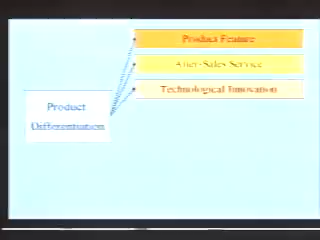 Product Feature
After-Sales Service
Technological Innovation
Product
Differentiation